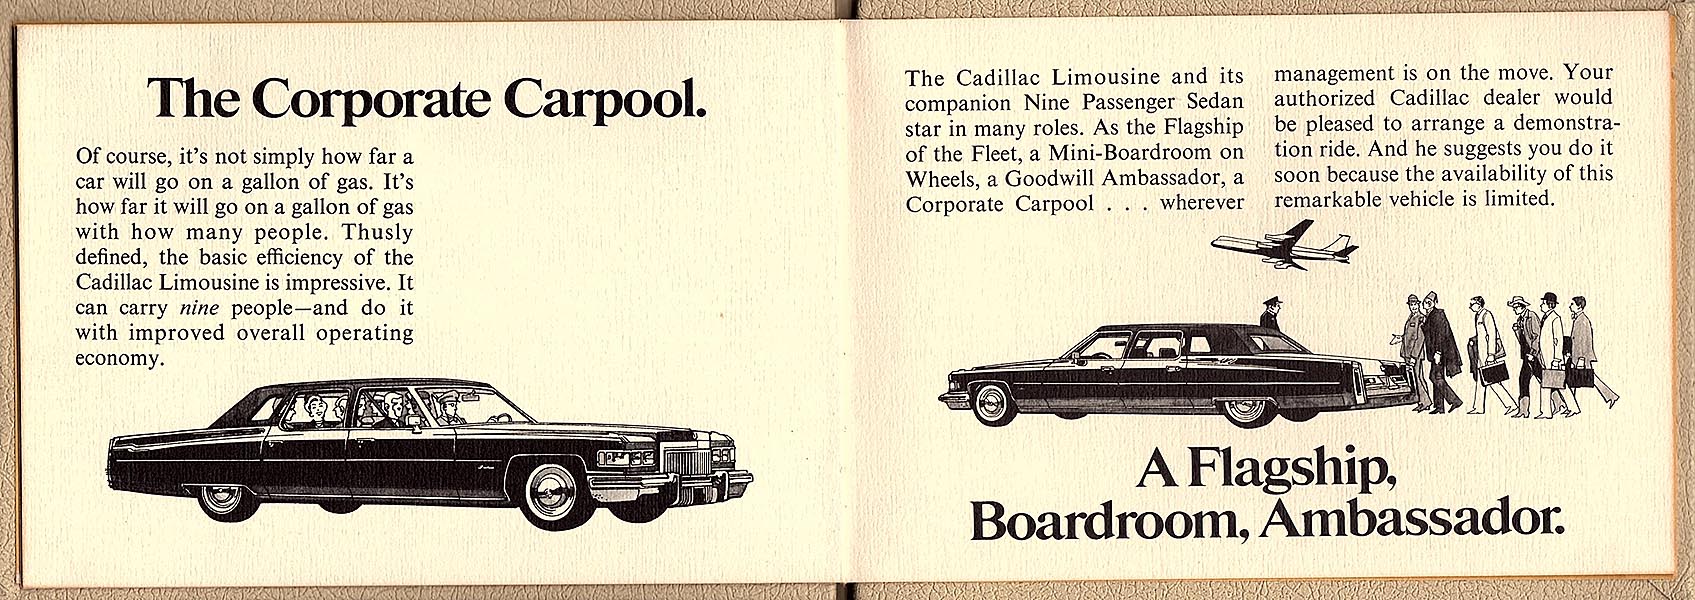 The Corporate Carpool.
Of course, it's not simply how far a
car will go on a gallon of gas. It's
how far it will go on a gallon of gas
with how many people. Thusly
defined, the basic efficiency of the
Cadillac Limousine is impressive. It
can carry nine people—and do it
with improved overall operating
economy.
The Cadillac Limousine and its
companion Nine Passenger Sedan
star in many roles. As the Flagship
of the Fleet, a Mini-Boardroom on
Wheels, a Goodwill Ambassador, a
Corporate Carpool . . . wherever
management is on the move. Your
authorized Cadillac dealer would
be pleased to arrange a demonstra-
tion ride. And he suggests you do it
soon because the availability of this
remarkable vehicle is limited.
A Flagship,
Boardroom, Ambassador.